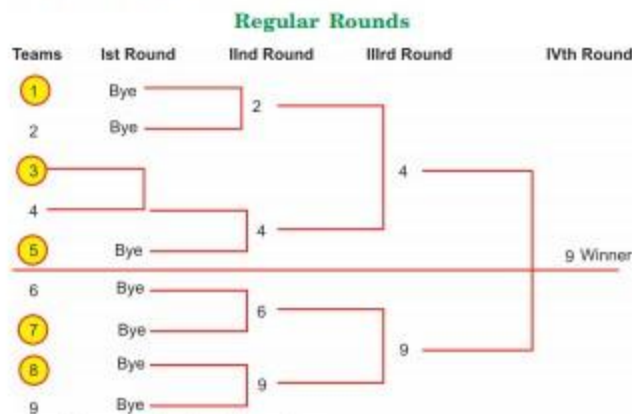 Regular Rounds
Teams Ist Round IInd Round IIIrd Round IVth Round
1 Bye
2
2 Bye
3
4
4
4
5 Bye
9 Winner
6 Bye
6
7 Bye
9
8 Bye
9
9 Bye